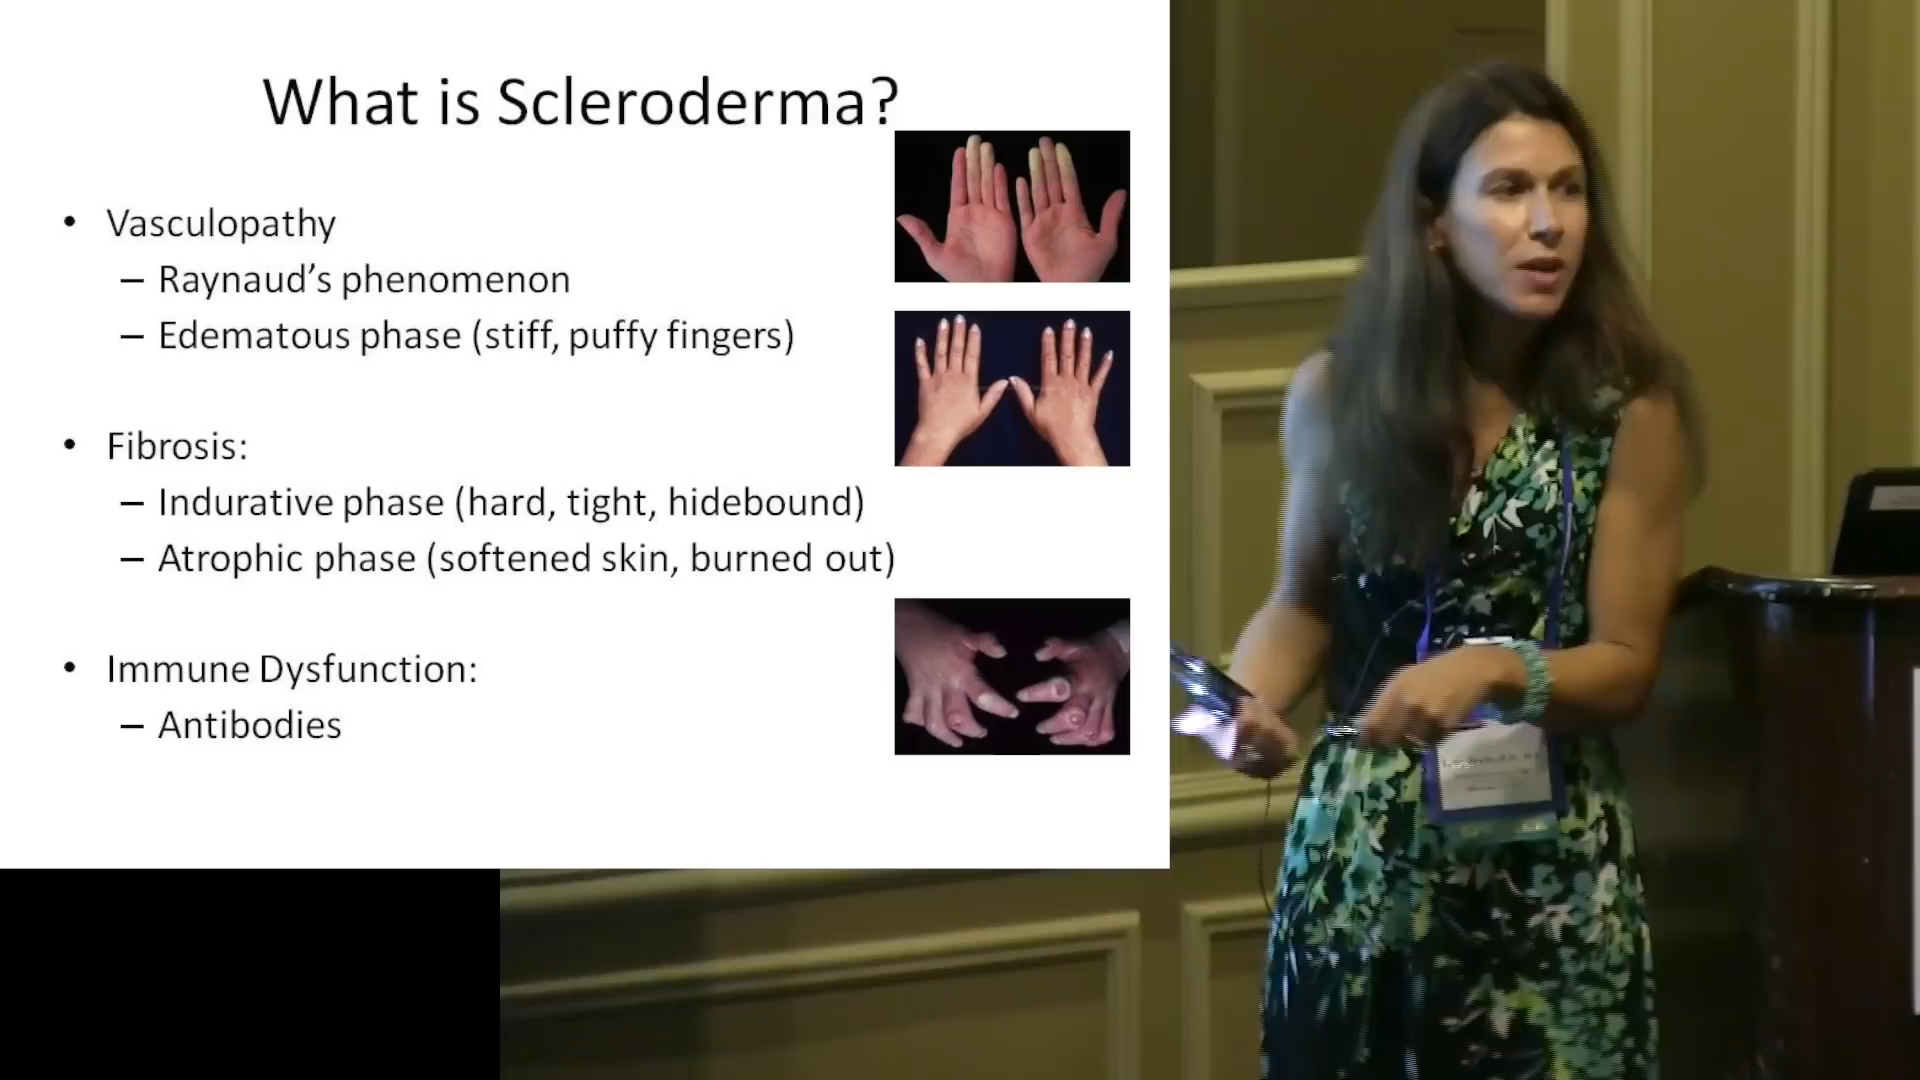 What is Scleroderma?
• Vasculopathy
– Raynaud's phenomenon
– Edematous phase (stiff, puffy fingers)
• Fibrosis:
– Indurative phase (hard, tight, hidebound)
– Atrophic phase (softened skin, burned out)
• Immune Dysfunction:
– Antibodies